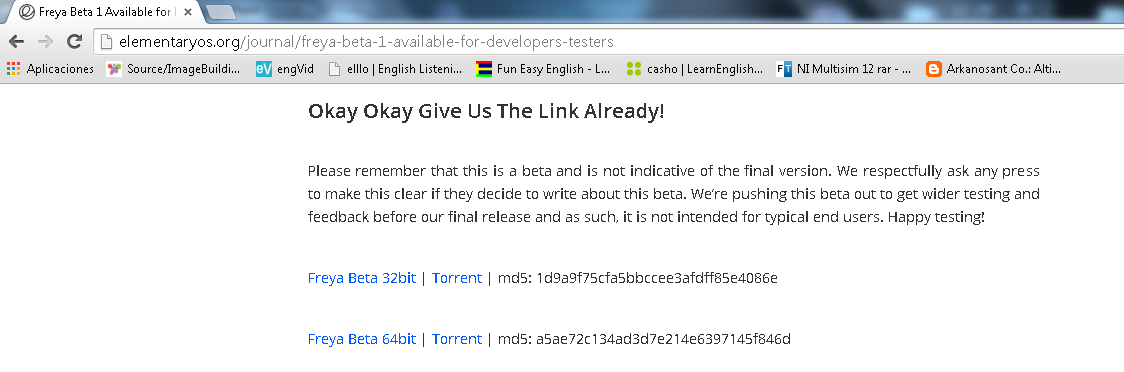 Freya Beta 1 Available for
elementaryos.org/journal/freya-beta-1-available-for-developers-testers
Aplicaciones Source/ImageBuildi... engVid elllo | English Listeni... Fun Easy English - L... casho | LearnEnglish... NI Multisim 12 rar - ... Arkanosant Co.: Alti...
Okay Okay Give Us The Link Already!
Please remember that this is a beta and is not indicative of the final version. We respectfully ask any press
to make this clear if they decide to write about this beta. We're pushing this beta out to get wider testing and
feedback before our final release and as such, it is not intended for typical end users. Happy testing!
Freya Beta 32bit | Torrent | md5: 1d9a9f75cfa5bbccee3afdff85e4086e
Freya Beta 64bit | Torrent | md5: a5ae72c134ad3d7e214e6397145f846d